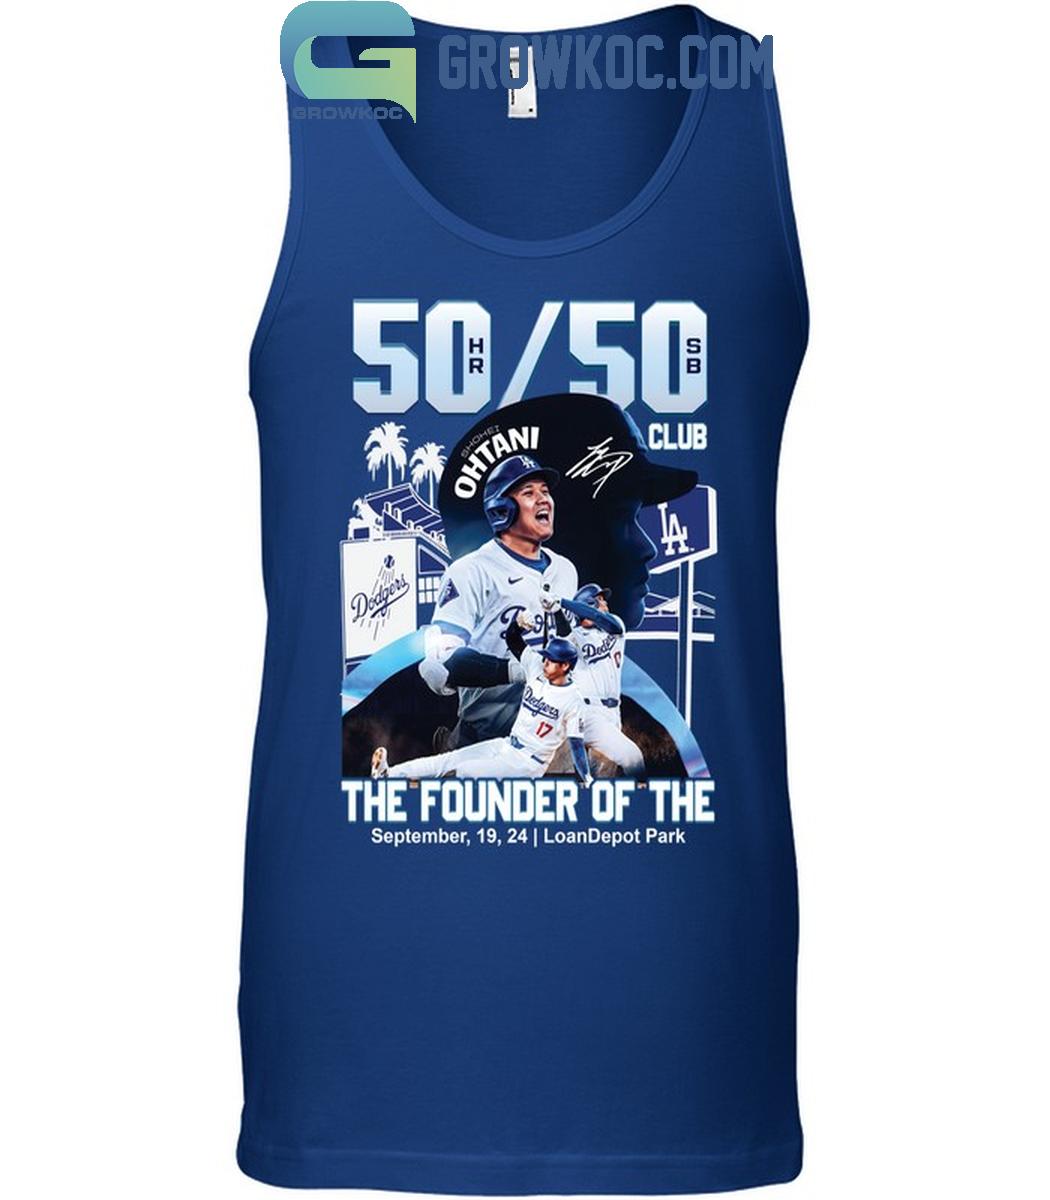 GROWKOC.COM
GROWKOC
50/50
HR
SB
CLUB
SHOHEI
OHTANI
LA
LA
Dodgers
Dodgers
17
THE FOUNDER OF THE
September, 19, 24 | LoanDepot Park